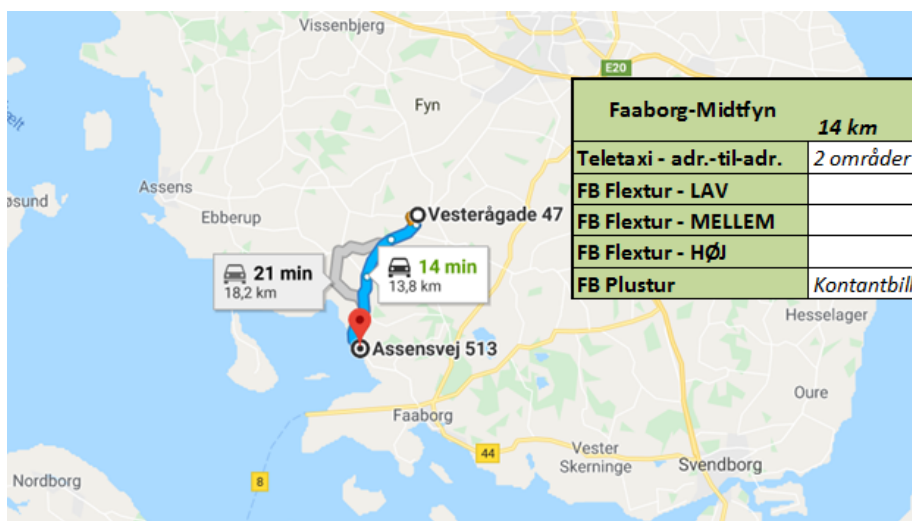 Vissenbjerg
E20
Fyn
Assens
Ebberup
Vesterågade 47
21 min
18,2 km
14 min
13,8 km
Assensvej 513
Faaborg
44
Vester
Skerninge
Svendborg
8
Nordborg
Hesselager
Oure
Faaborg-Midtfyn
14 km
Teletaxi - adr.-til-adr.
2 områder
FB Flextur - LAV
FB Flextur - MELLEM
FB Flextur - HØJ
FB Plustur
Kontantbill